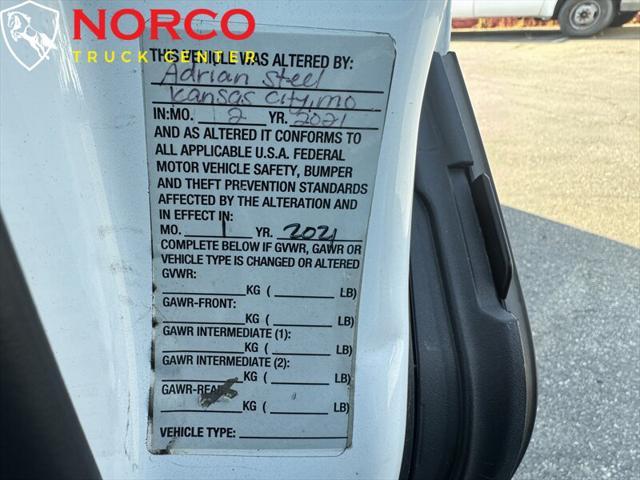 NORCO
TRUCK CENTER
THIS VEHICLE WAS ALTERED BY:
Adrian Steel
Kansas City, mo
IN: MO. 2 YR. 2021
AND AS ALTERED IT CONFORMS TO
ALL APPLICABLE U.S.A. FEDERAL
MOTOR VEHICLE SAFETY, BUMPER
AND THEFT PREVENTION STANDARDS
AFFECTED BY THE ALTERATION AND
IN EFFECT IN:
MO. 1 YR. 2021
COMPLETE BELOW IF GVWR, GAWR OR
VEHICLE TYPE IS CHANGED OR ALTERED
GVWR:
KG ( LB)
GAWR-FRONT:
KG ( LB)
GAWR INTERMEDIATE (1):
KG ( LB)
GAWR INTERMEDIATE (2):
KG ( LB)
GAWR-REAR
KG ( LB)
VEHICLE TYPE: